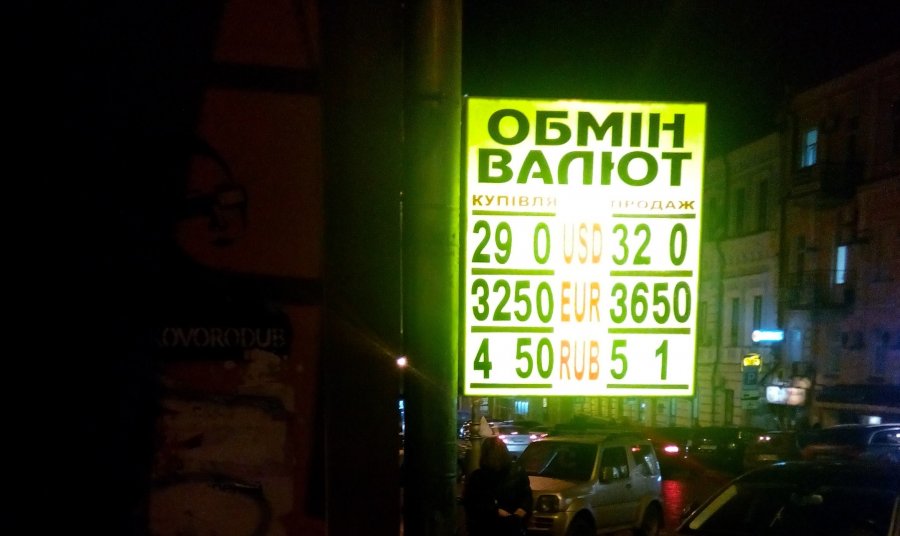 ОБМІН
ВАЛЮТ
КУПІВЛЯ ПРОДАЖ
29 0 USD 32 0
3250 EUR 3650
4 50 RUB 5 1
OVORODUB